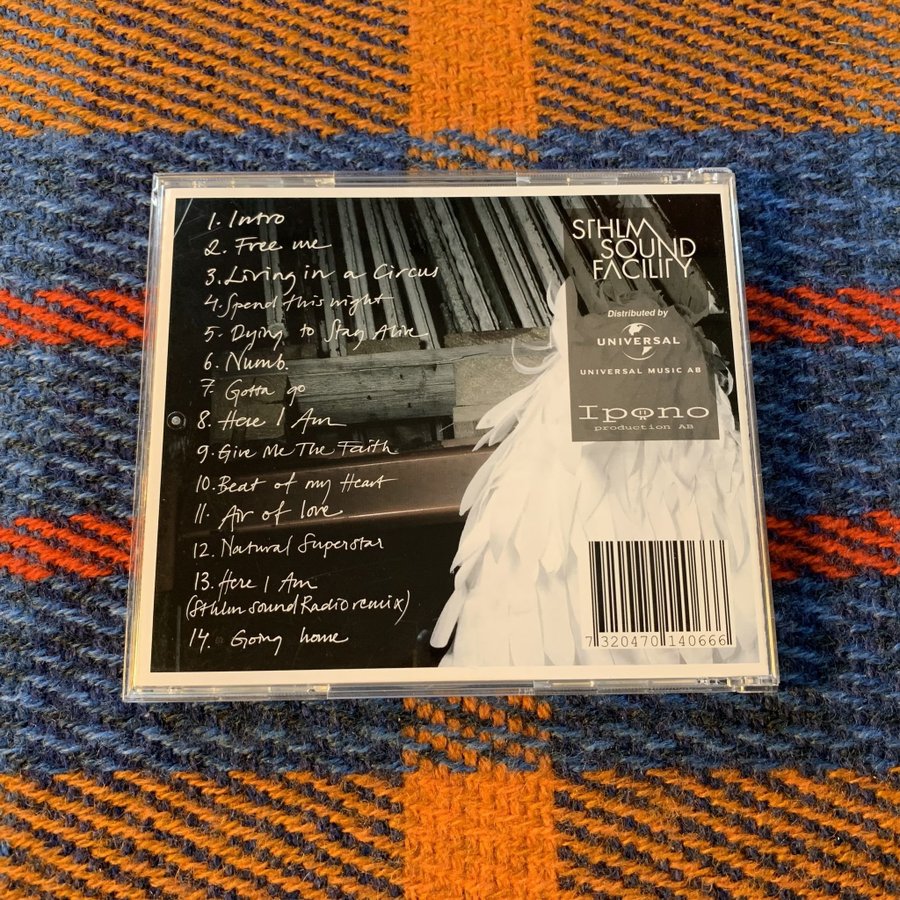 1. Intro
2. Free me
3. Living in a Circus
4. Spend this night
5. Dying to Stay Alive
6. Numb.
7. Gotta go
8. Here I Am
9. Give Me The Faith
10. Beat of my Heart
11. Air of love
12. Natural Superstar
13. Here I Am
(Sthlm Sound Radio remix)
14. Going home
STHLM
SOUND
FACILITY
Distributed by
UNIVERSAL
UNIVERSAL MUSIC AB
Ipono
production AB
7 320470 140666